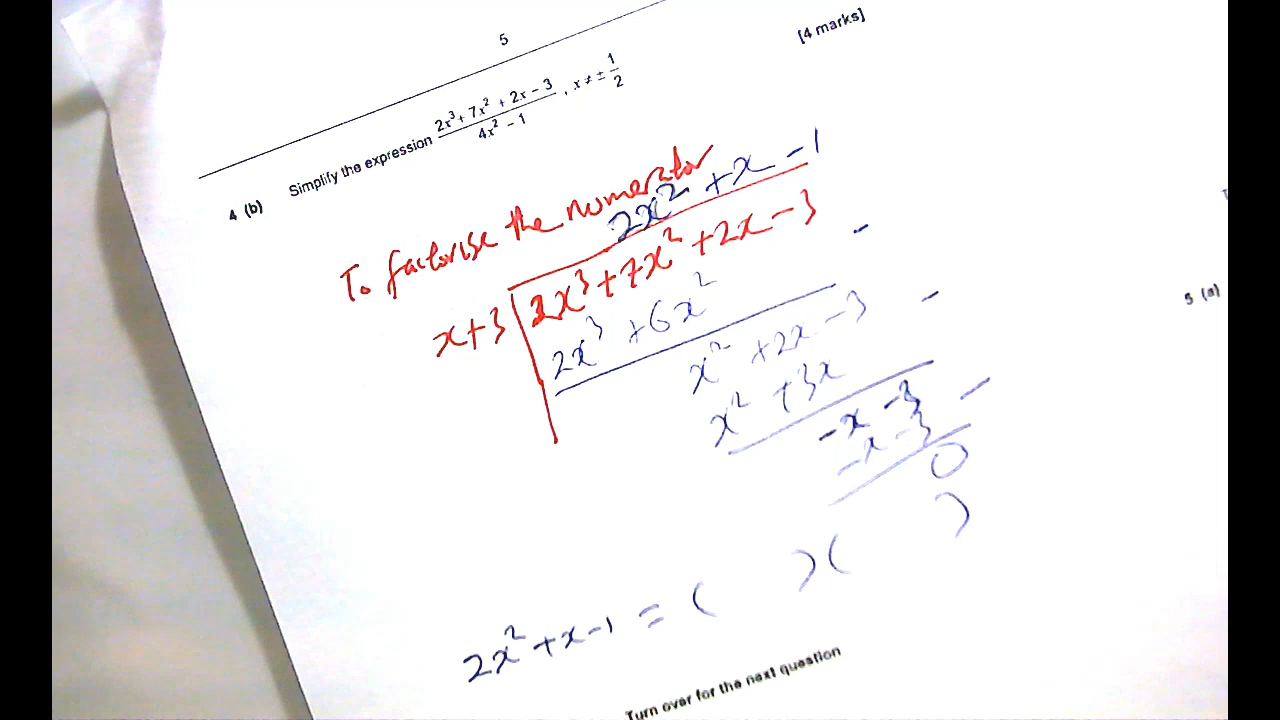 5
[4 marks]
4 (b) Simplify the expression (2x³ + 7x² + 2x − 3)/(4x² − 1) , x ≠ ± 1/2
To factorise the numerator
2x² + x − 1
x+3 2x³ + 7x² + 2x − 3 −
2x³ + 6x²
x² + 2x − 3 −
x² + 3x
−x − 3 −
−x − 3
0
2x² + x − 1 = ( )( )
Turn over for the next question
5 (a)